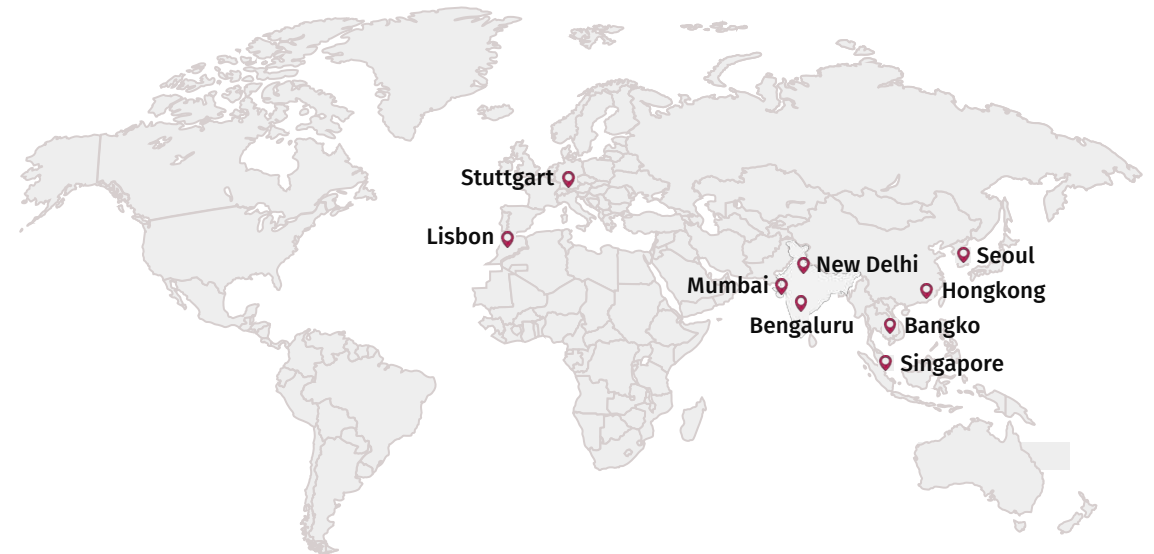 Stuttgart
Lisbon
Seoul
New Delhi
Mumbai
Hongkong
Bengaluru
Bangko
Singapore